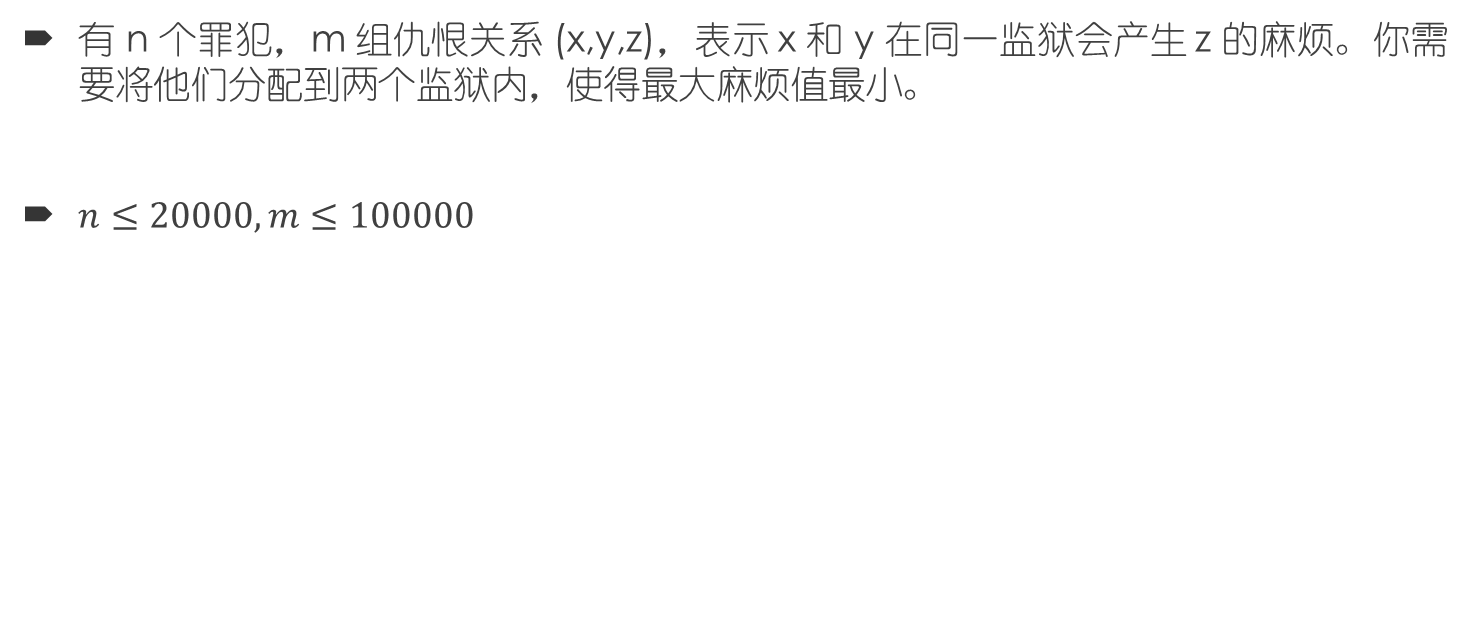 有 n 个罪犯，m 组仇恨关系 (x,y,z)，表示 x 和 y 在同一监狱会产生 z 的麻烦。你需
要将他们分配到两个监狱内，使得最大麻烦值最小。
n ≤ 20000, m ≤ 100000